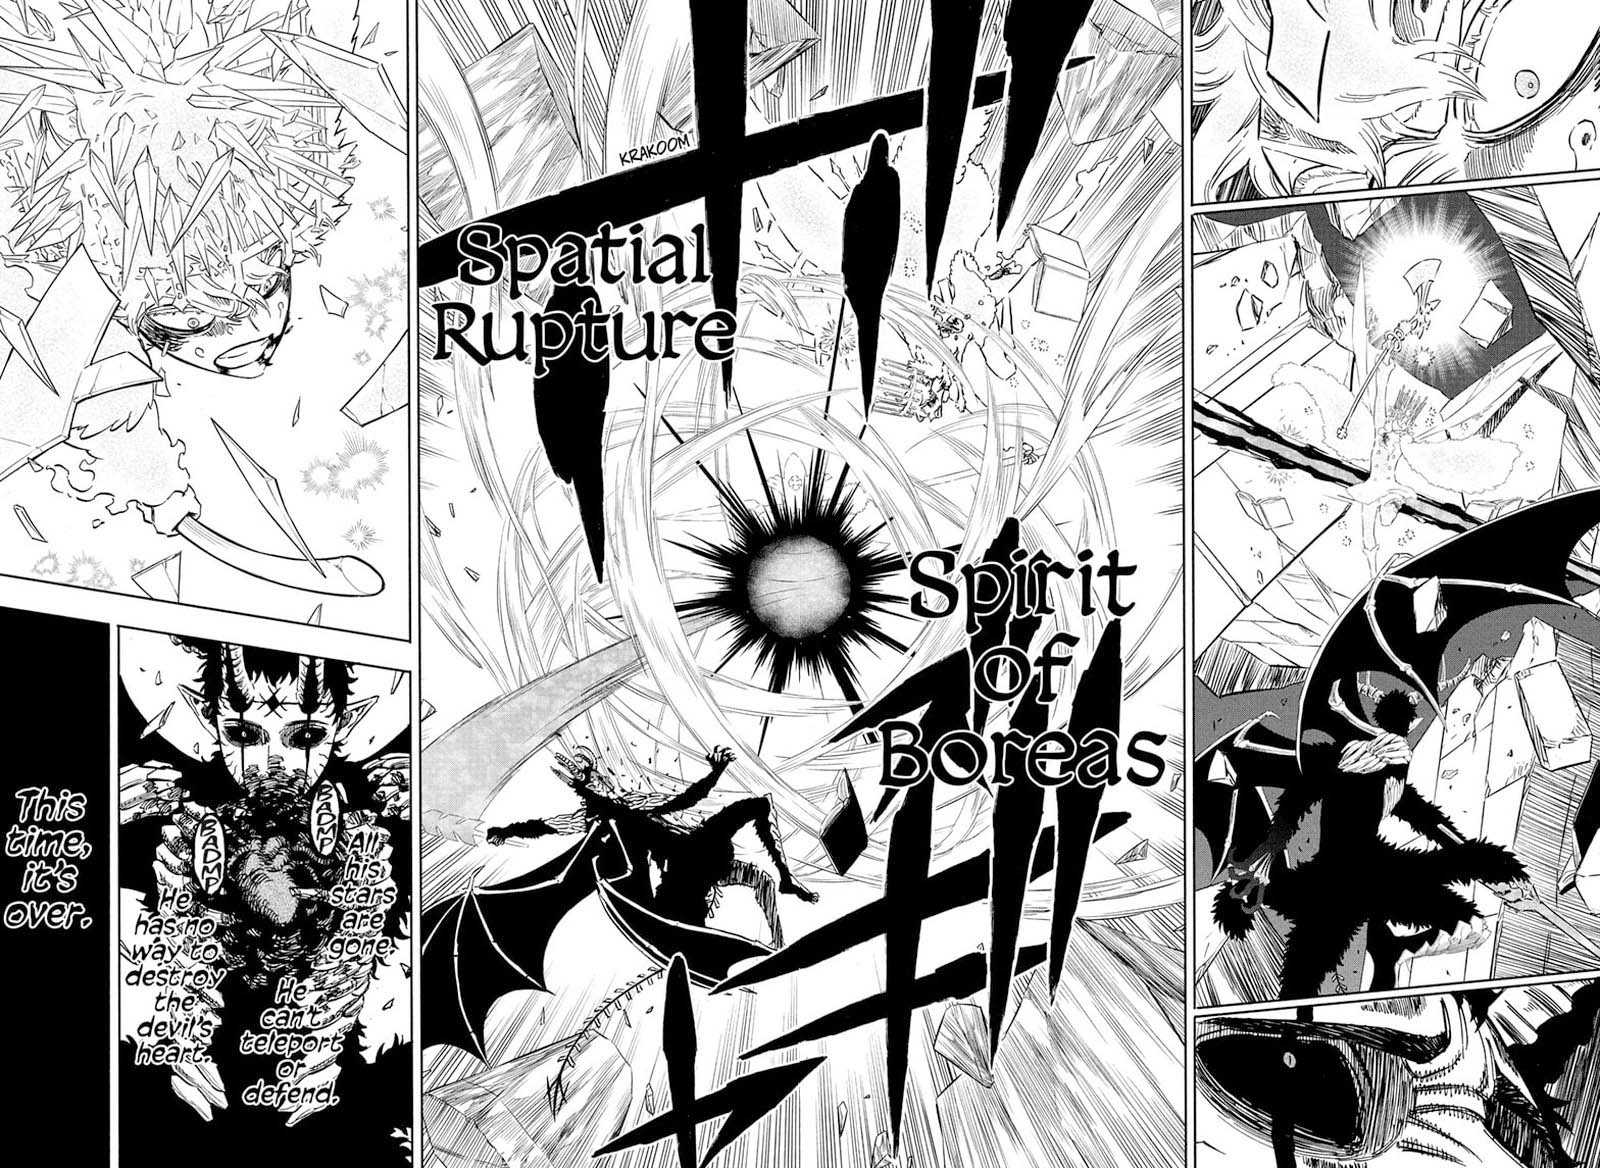 KRAKOOM
Spirit
of
Boreas
Spatial
Rupture
BADMP
BADMP
All
his
stars
are
gone.
He
can't
teleport
or
defend.
He
has no
way to
destroy
the
devil's
heart.
This
time,
it's
over.